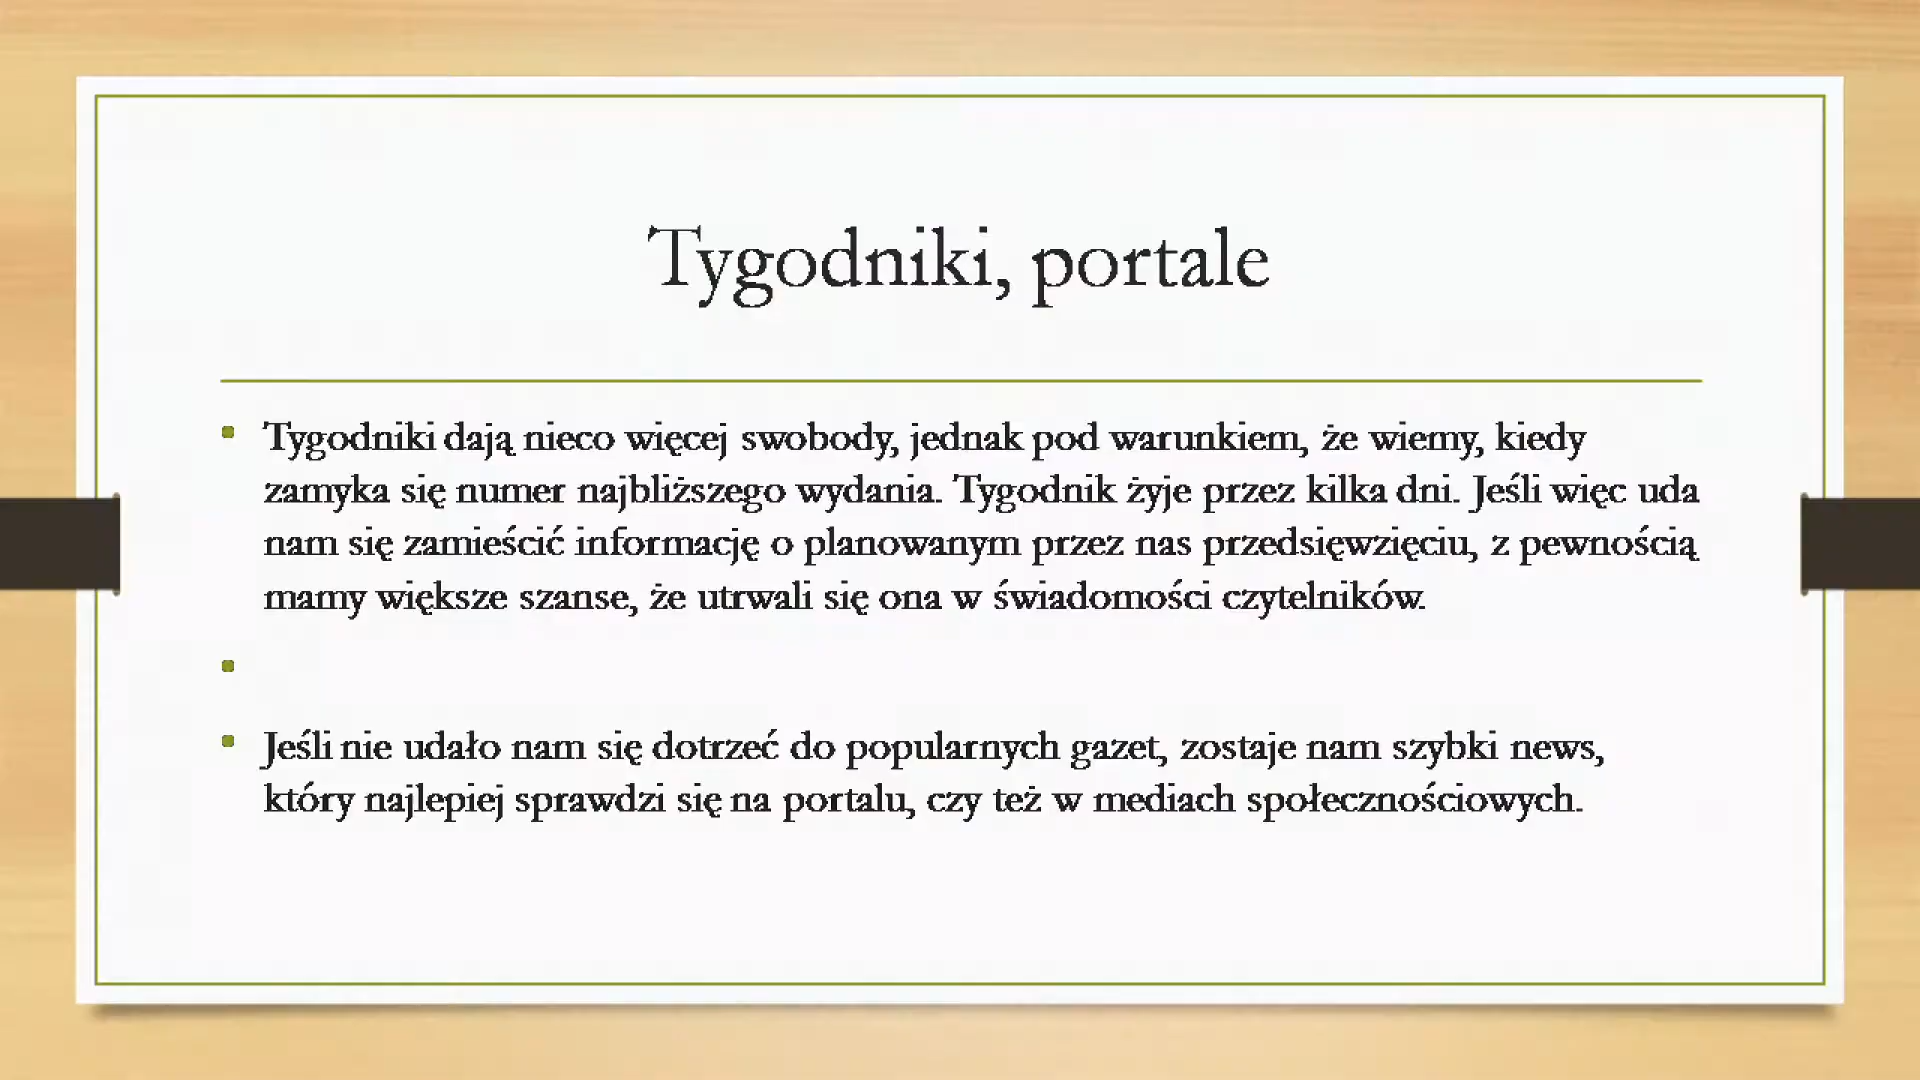 Tygodniki, portale
Tygodniki dają nieco więcej swobody, jednak pod warunkiem, że wiemy, kiedy
zamyka się numer najbliższego wydania. Tygodnik żyje przez kilka dni. Jeśli więc uda
nam się zamieścić informację o planowanym przez nas przedsięwzięciu, z pewnością
mamy większe szanse, że utrwali się ona w świadomości czytelników.
Jeśli nie udało nam się dotrzeć do popularnych gazet, zostaje nam szybki news,
który najlepiej sprawdzi się na portalu, czy też w mediach społecznościowych.